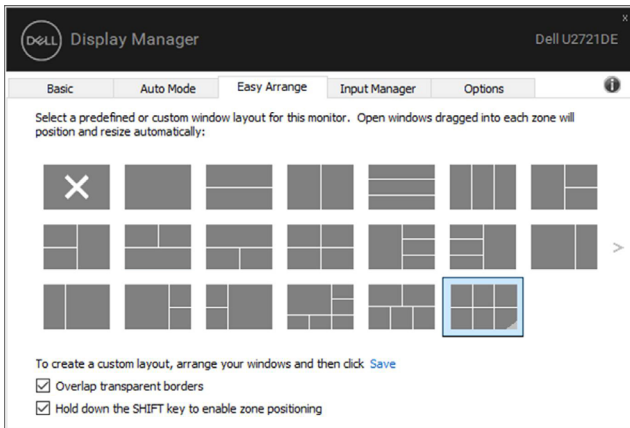 x
DELL Display Manager Dell U2721DE
Basic Auto Mode Easy Arrange Input Manager Options
Select a predefined or custom window layout for this monitor. Open windows dragged into each zone will
position and resize automatically:
To create a custom layout, arrange your windows and then click Save
Overlap transparent borders
Hold down the SHIFT key to enable zone positioning